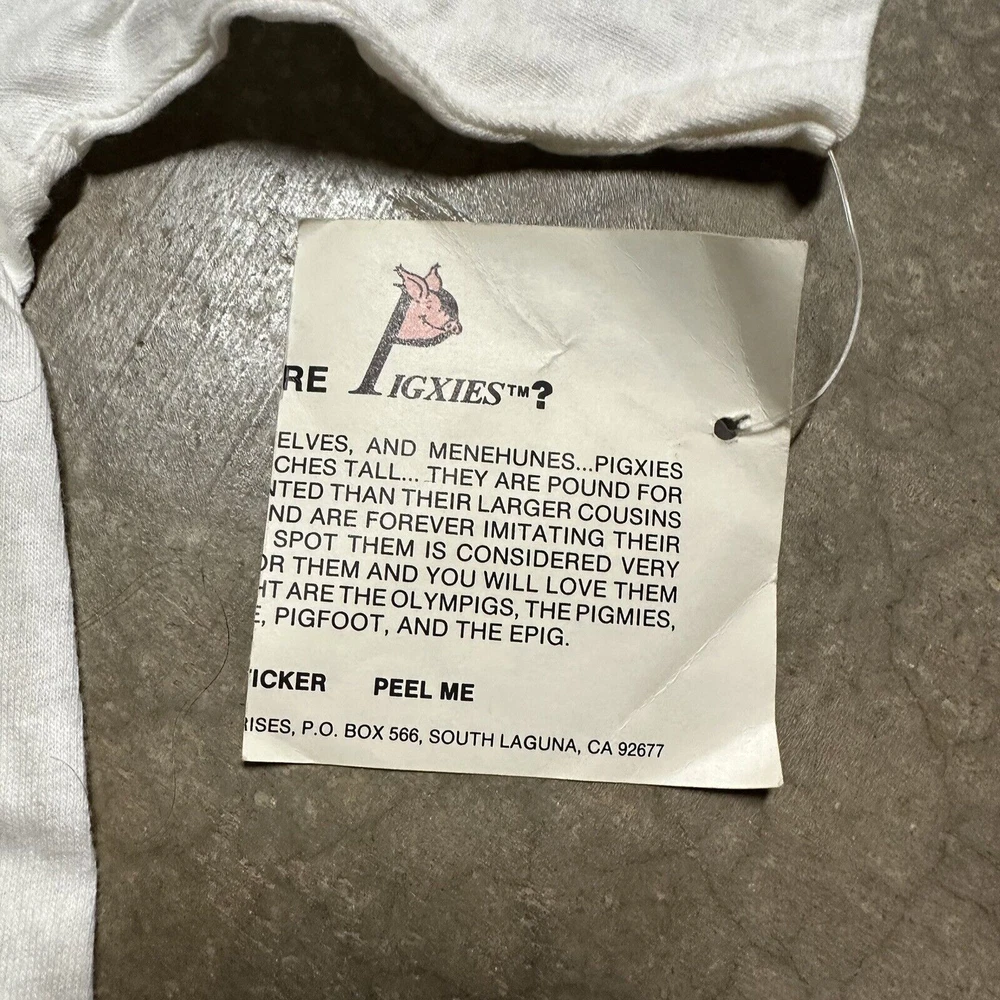 RE PIGXIES™?
ELVES, AND MENEHUNES...PIGXIES
CHES TALL... THEY ARE POUND FOR
NTED THAN THEIR LARGER COUSINS
ND ARE FOREVER IMITATING THEIR
SPOT THEM IS CONSIDERED VERY
OR THEM AND YOU WILL LOVE THEM
HT ARE THE OLYMPIGS, THE PIGMIES,
E, PIGFOOT, AND THE EPIG.
ICKER PEEL ME
RISES, P.O. BOX 566, SOUTH LAGUNA, CA 92677